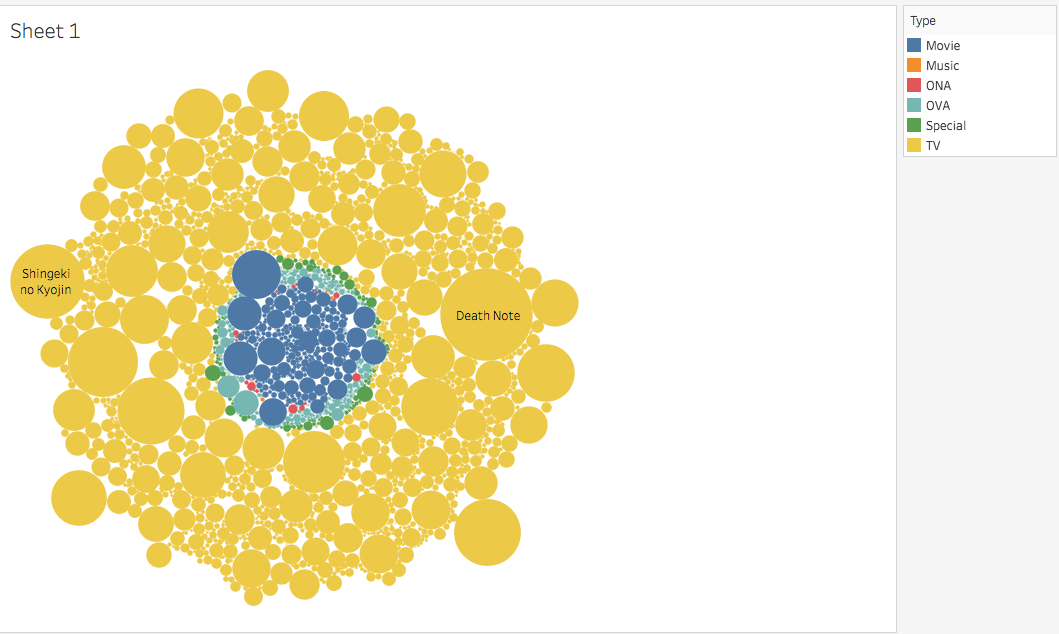 Sheet 1
Shingeki
no Kyojin
Death Note
Type
Movie
Music
ONA
OVA
Special
TV